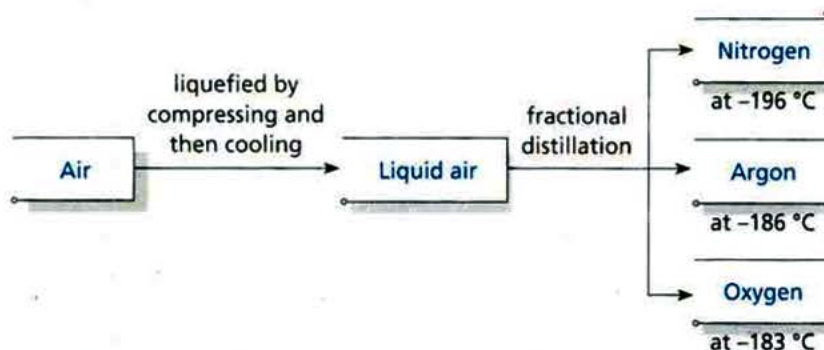 Air
liquefied by
compressing and
then cooling
Liquid air
fractional
distillation
Nitrogen
at –196 °C
Argon
at –186 °C
Oxygen
at –183 °C